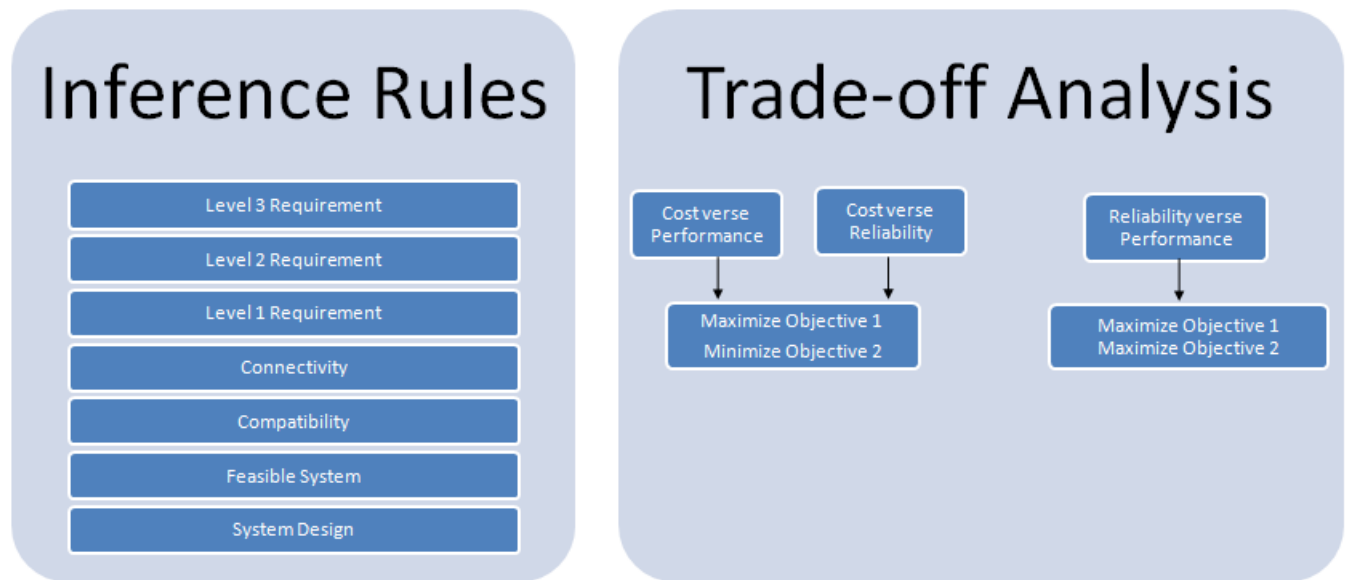 Inference Rules
Level 3 Requirement
Level 2 Requirement
Level 1 Requirement
Connectivity
Compatibility
Feasible System
System Design
Trade-off Analysis
Cost verse
Performance
Cost verse
Reliability
Reliability verse
Performance
Maximize Objective 1
Minimize Objective 2
Maximize Objective 1
Maximize Objective 2